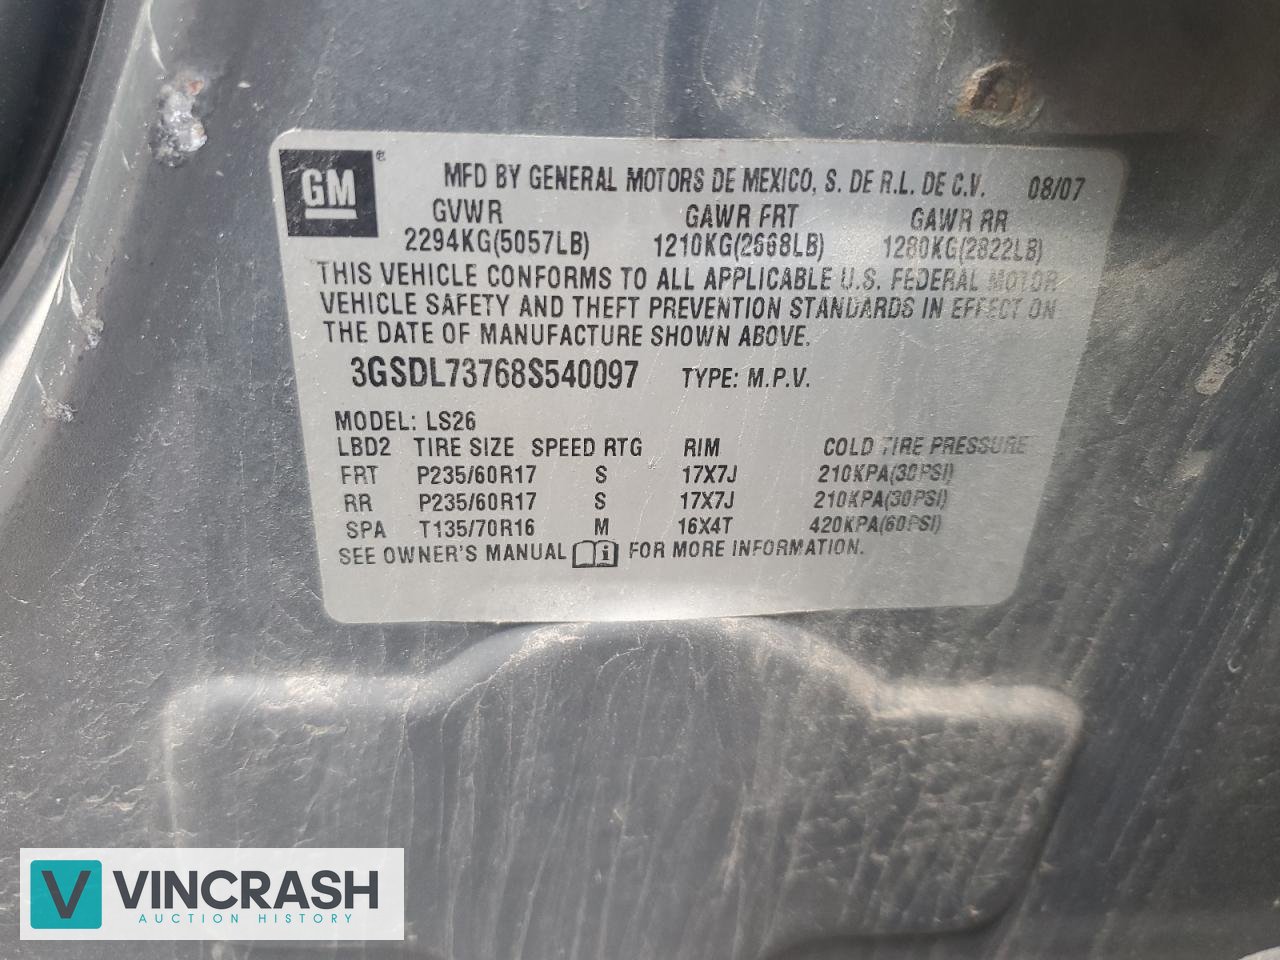 GM ®
MFD BY GENERAL MOTORS DE MEXICO, S. DE R.L. DE C.V. 08/07
GVWR GAWR FRT GAWR RR
2294KG(5057LB) 1210KG(2668LB) 1280KG(2822LB)
THIS VEHICLE CONFORMS TO ALL APPLICABLE U.S. FEDERAL MOTOR
VEHICLE SAFETY AND THEFT PREVENTION STANDARDS IN EFFECT ON
THE DATE OF MANUFACTURE SHOWN ABOVE.
3GSDL73768S540097 TYPE: M.P.V.
MODEL: LS26
LBD2 TIRE SIZE SPEED RTG RIM COLD TIRE PRESSURE
FRT P235/60R17 S 17X7J 210KPA(30PSI)
RR P235/60R17 S 17X7J 210KPA(30PSI)
SPA T135/70R16 M 16X4T 420KPA(60PSI)
SEE OWNER'S MANUAL i FOR MORE INFORMATION.
V VINCRASH
AUCTION HISTORY